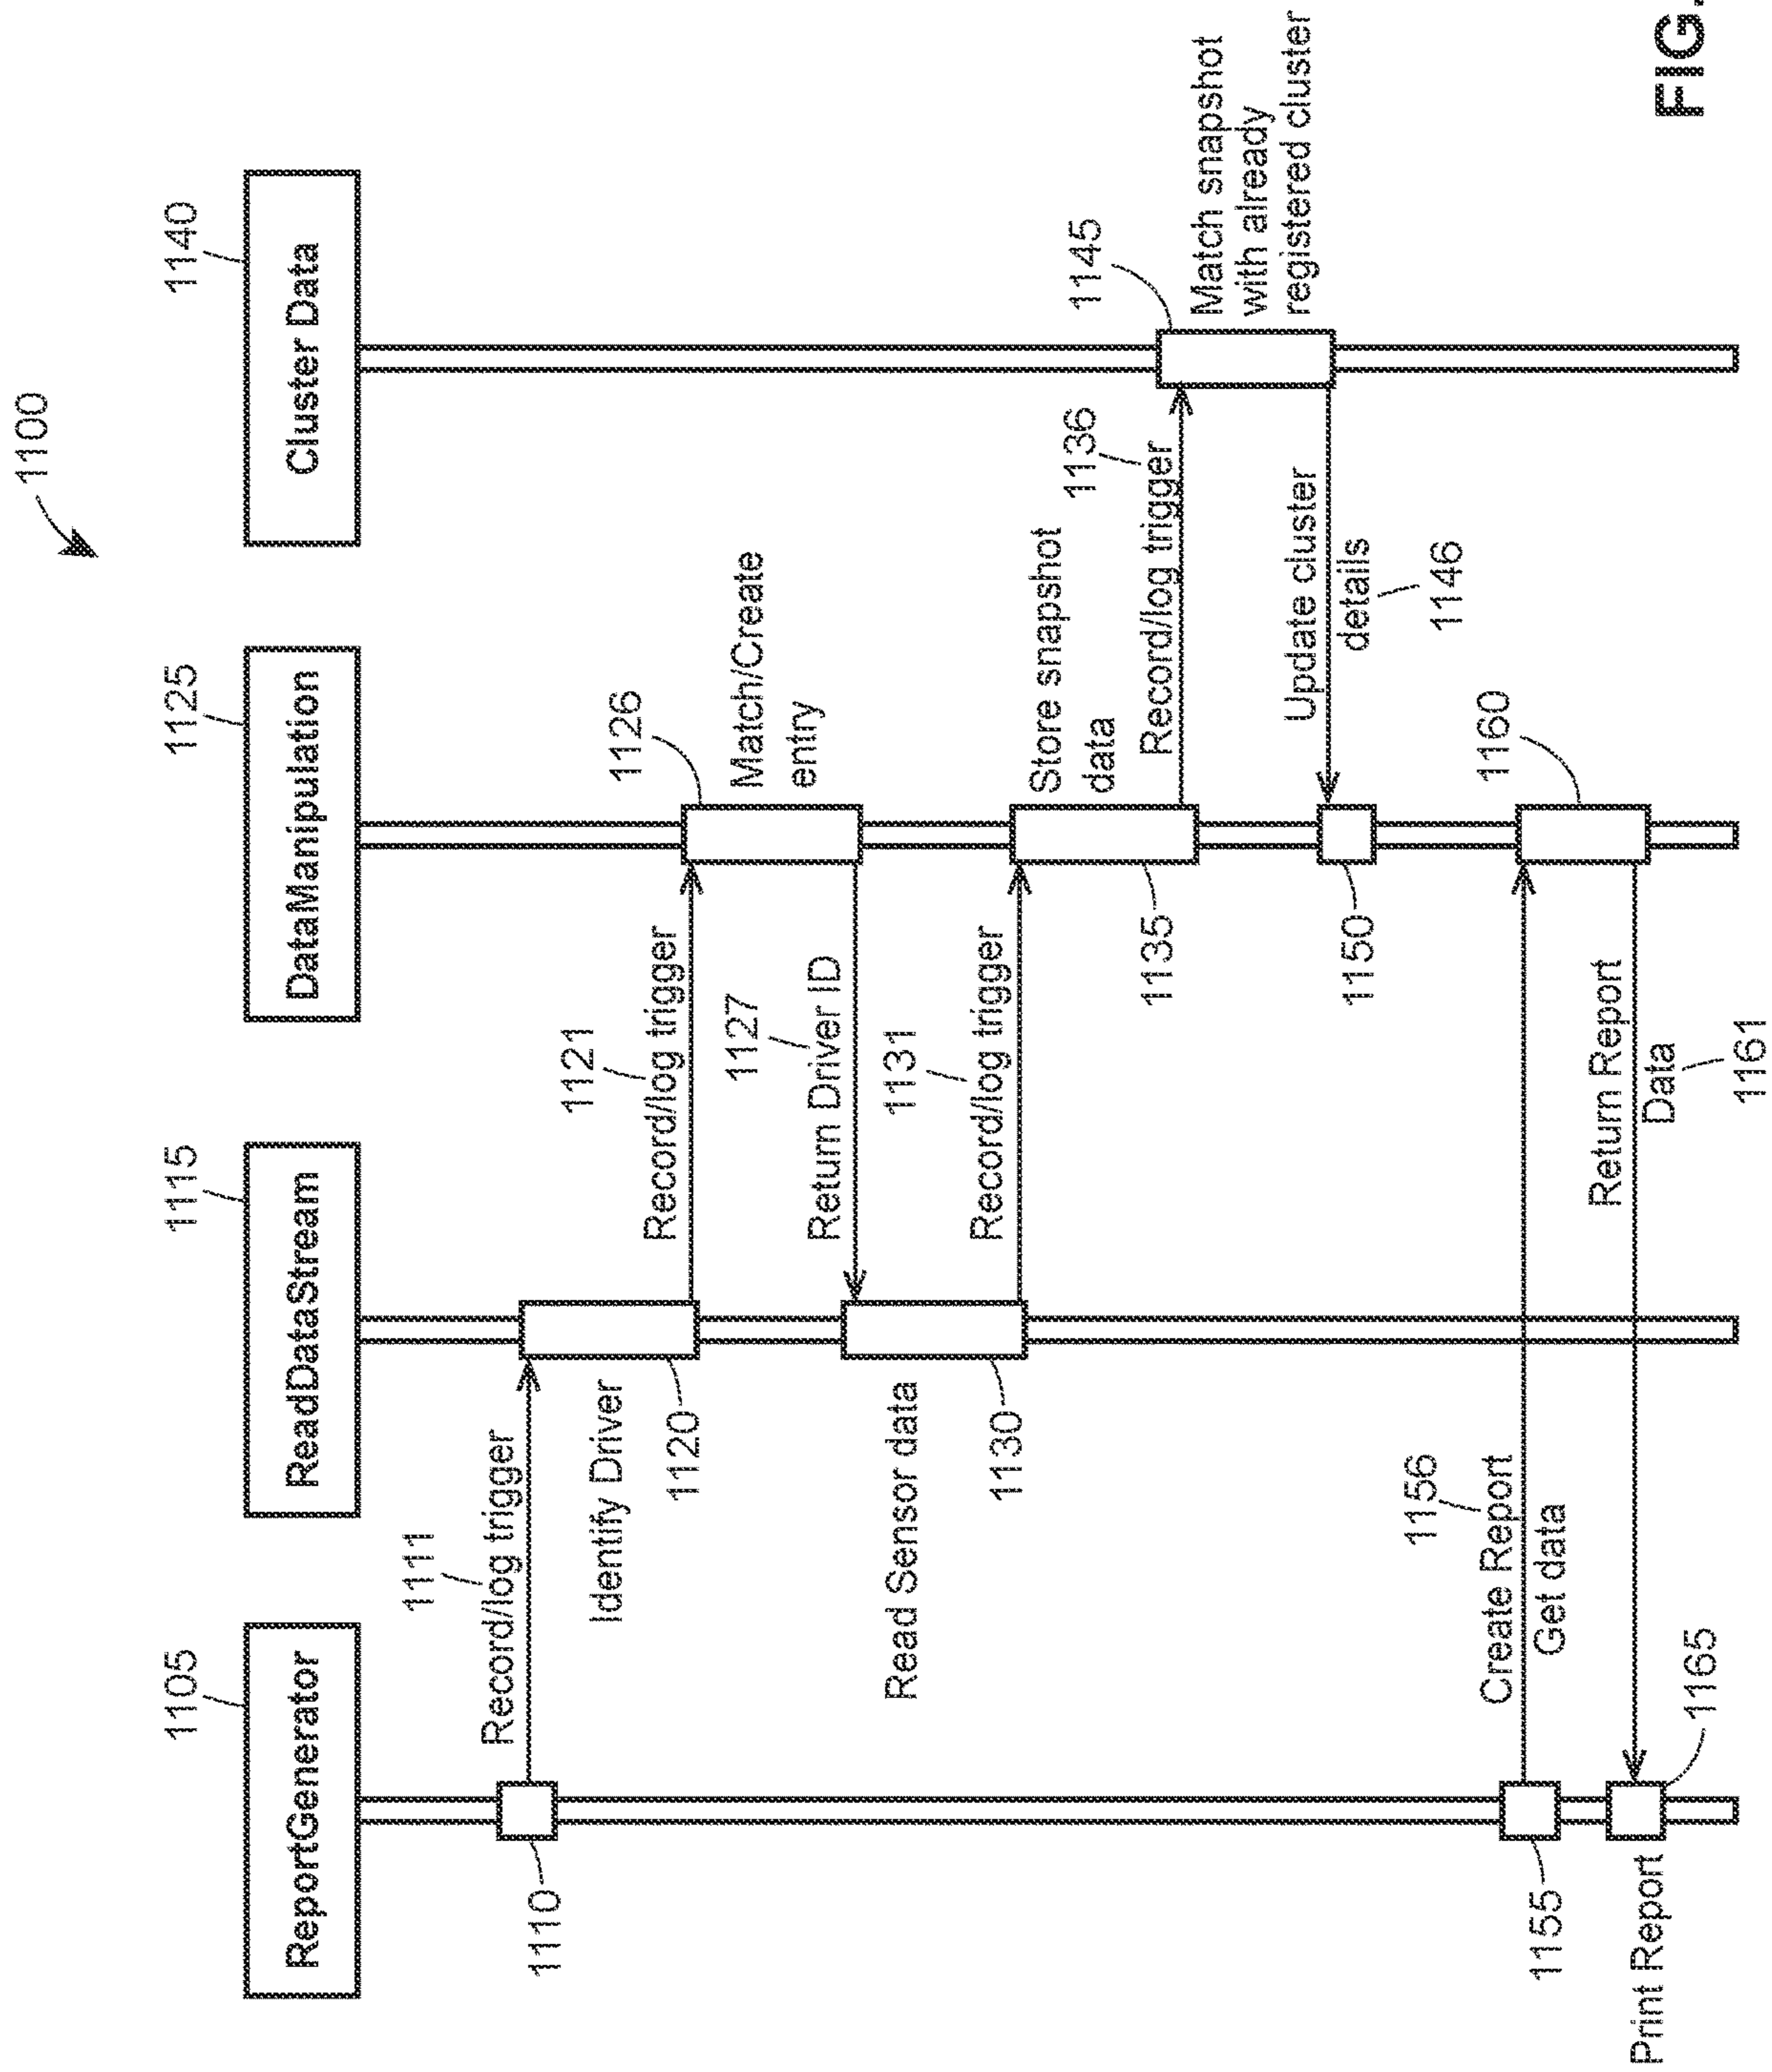 1100
1105
1115
1125
1140
ReportGenerator
ReadDataStream
DataManipulation
Cluster Data
1111
Record/log trigger
1110
Identify Driver
1120
1121
Record/log trigger
1126
Match/Create
entry
1127
Return Driver ID
Read Sensor data
1130
1131
Record/log trigger
Store snapshot
data
1135
1136
Record/log trigger
1145
Match snapshot
with already
registered cluster
Update cluster
details
1146
1150
1156
Create Report
Get data
1155
1160
Return Report
Data
1161
Print Report
1165
FIG.